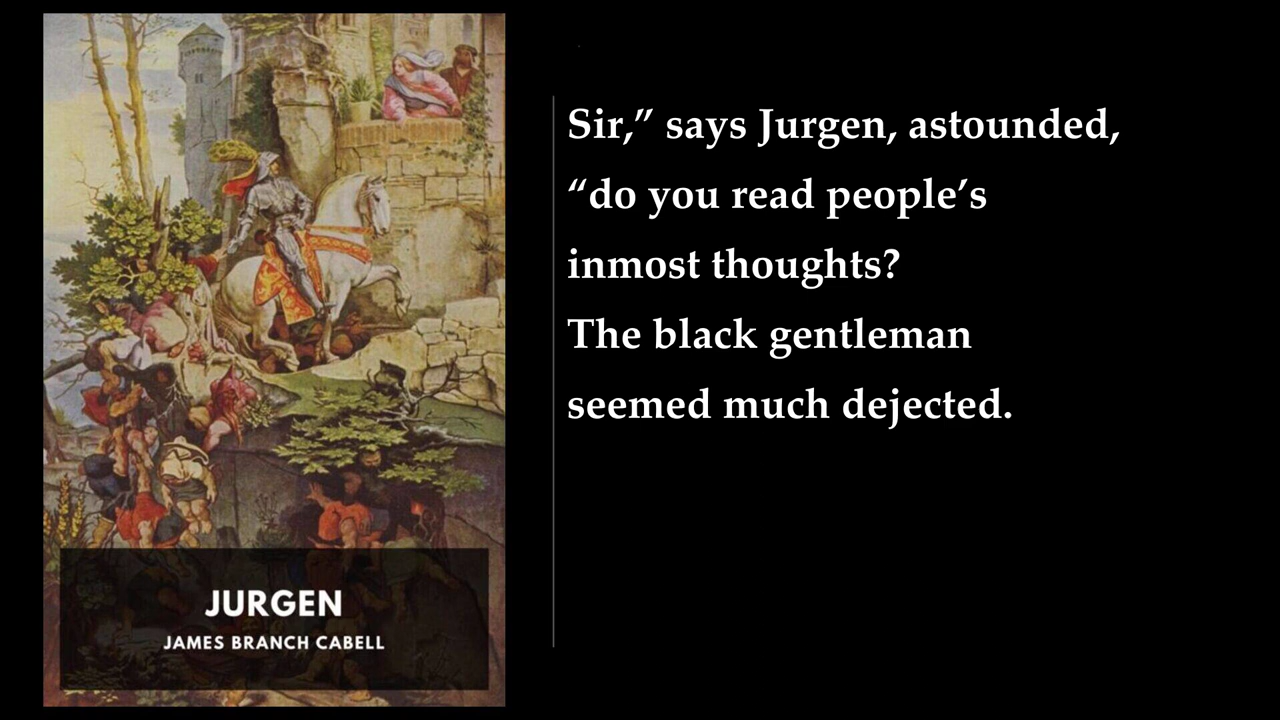 Sir,” says Jurgen, astounded,
“do you read people’s
inmost thoughts?
The black gentleman
seemed much dejected.
JURGEN
JAMES BRANCH CABELL